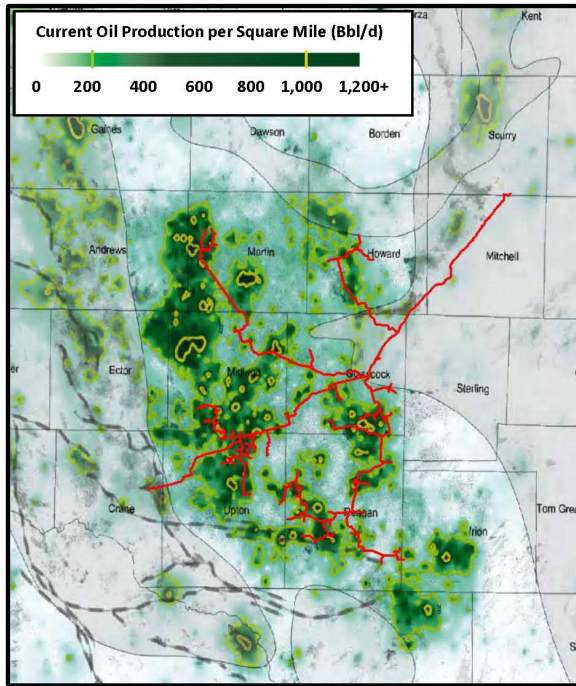 Kent
Current Oil Production per Square Mile (Bbl/d)
0 200 400 600 800 1,000 1,200+
Gaines
Dawson
Borden
Scurry
Andrews
Martin
Howard
Mitchell
Ector
Midland
Glasscock
Sterling
Crane
Upton
Reagan
Irion
Tom Gree